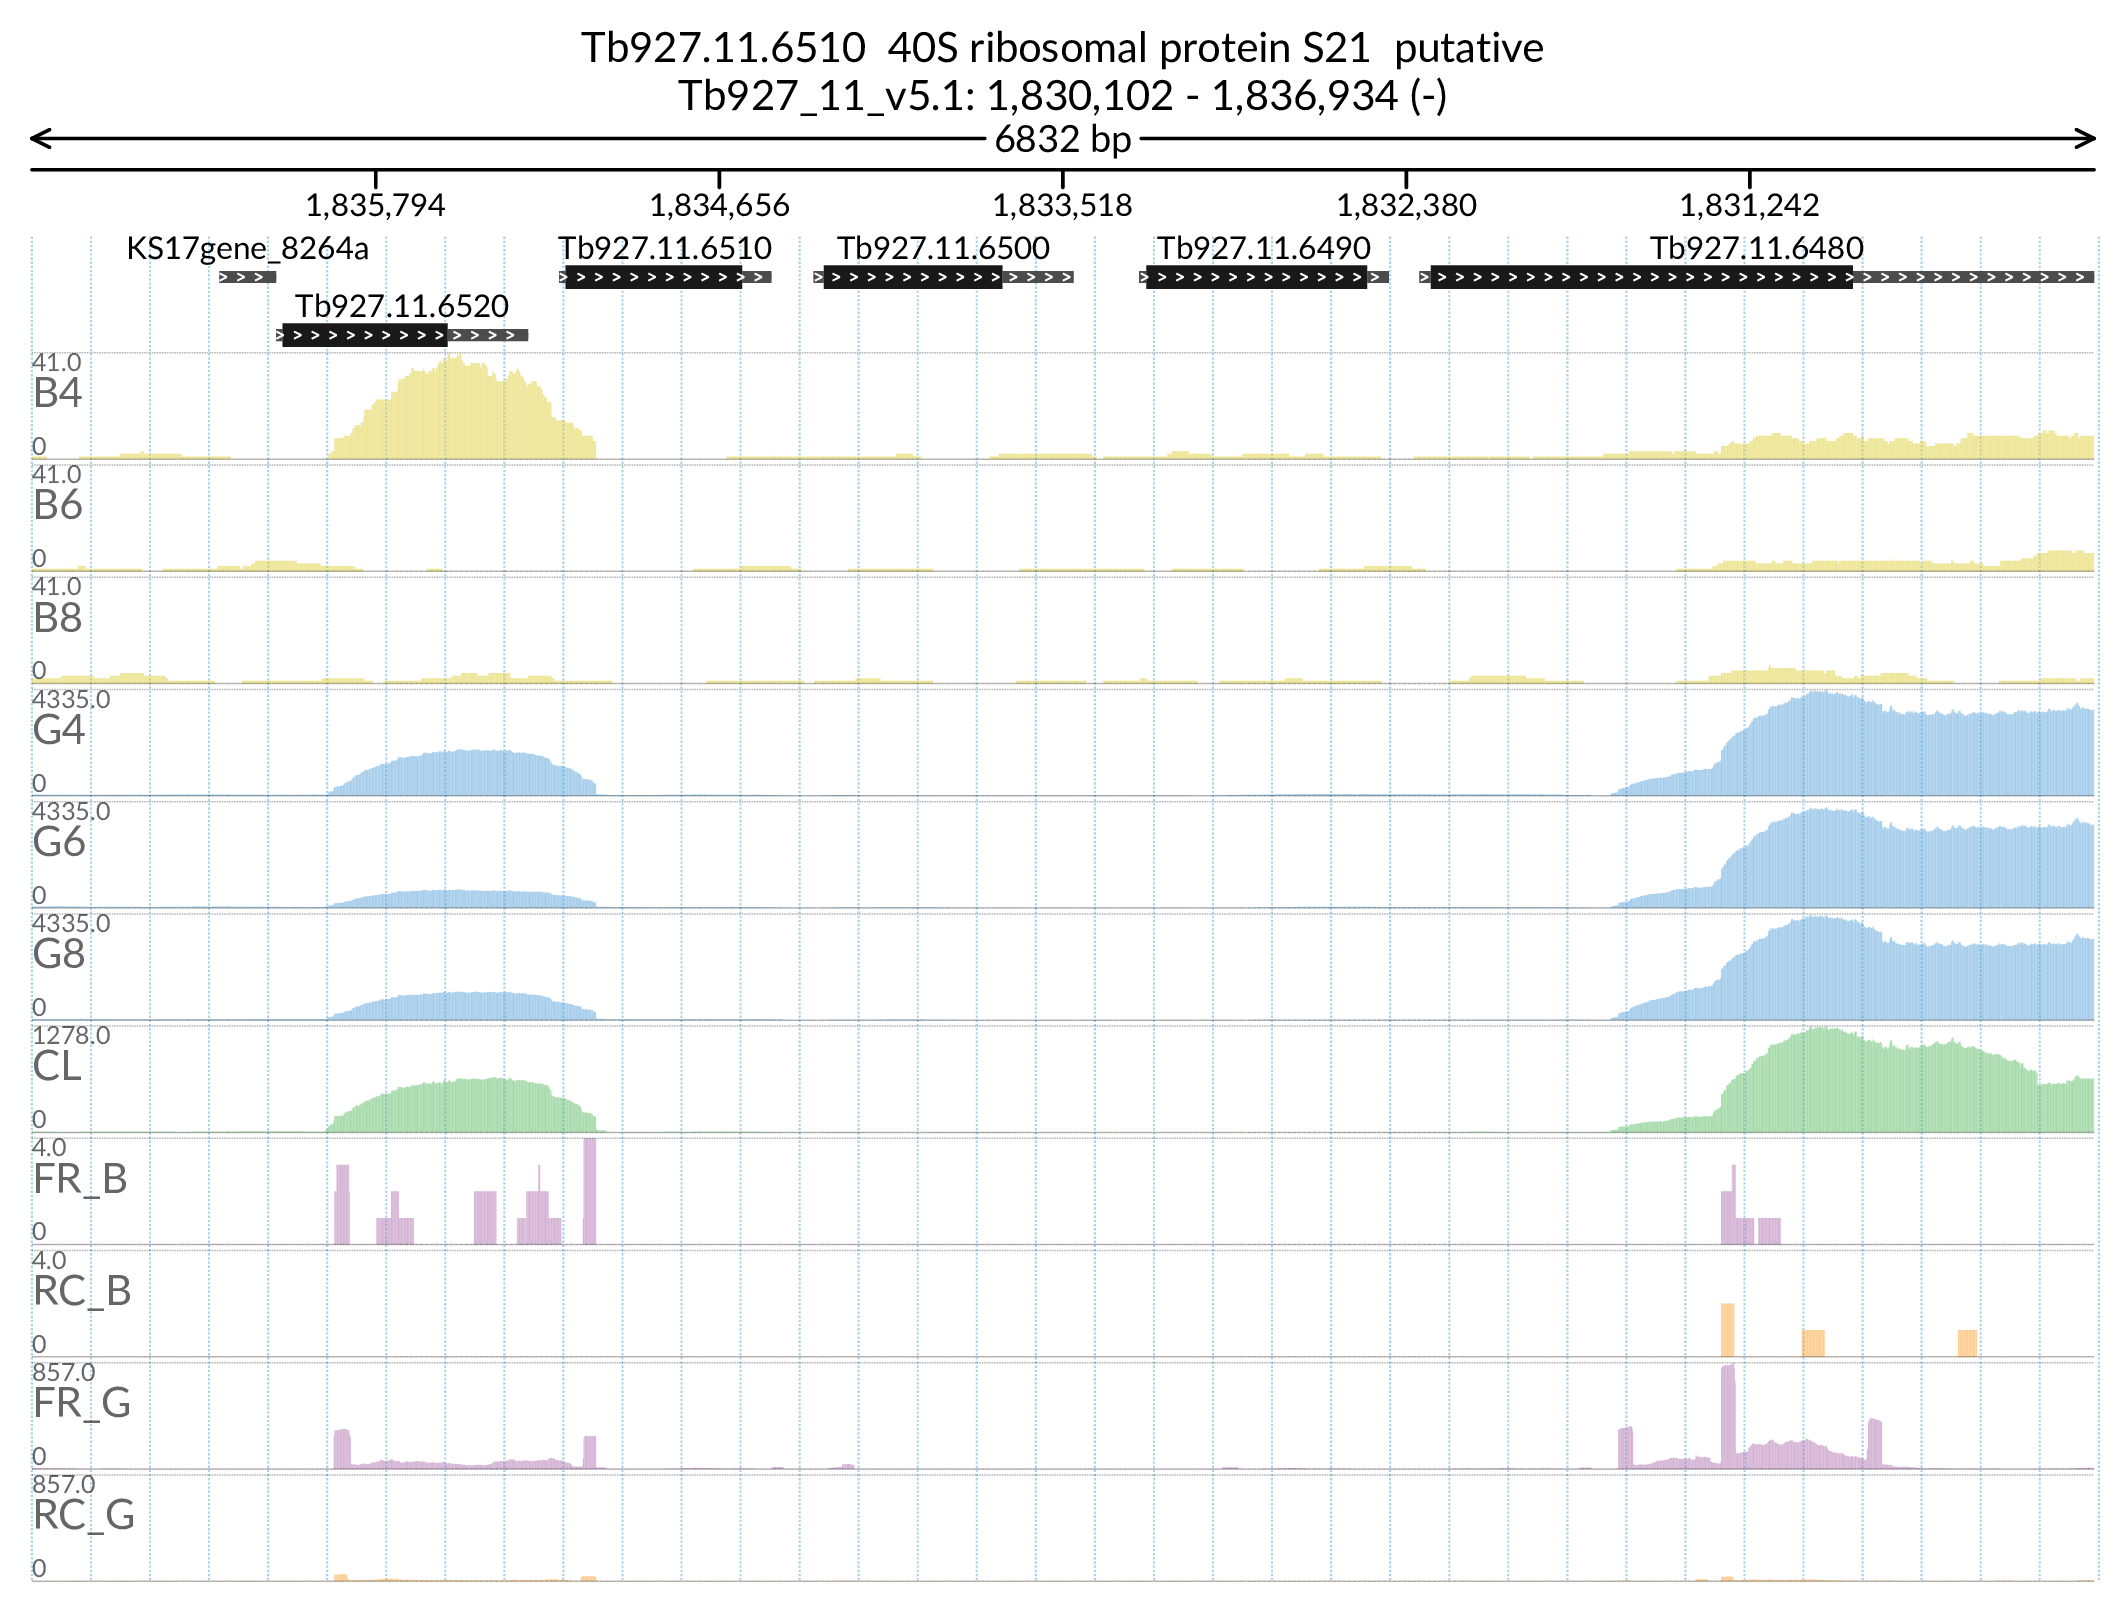 Tb927.11.6510 40S ribosomal protein S21 putative
Tb927_11_v5.1: 1,830,102 - 1,836,934 (-)
6832 bp
1,835,794 1,834,656 1,833,518 1,832,380 1,831,242
KS17gene_8264a Tb927.11.6510 Tb927.11.6500 Tb927.11.6490 Tb927.11.6480
Tb927.11.6520
41.0
B4
0
41.0
B6
0
41.0
B8
0
4335.0
G4
0
4335.0
G6
0
4335.0
G8
0
1278.0
CL
0
4.0
FR_B
0
4.0
RC_B
0
857.0
FR_G
0
857.0
RC_G
0